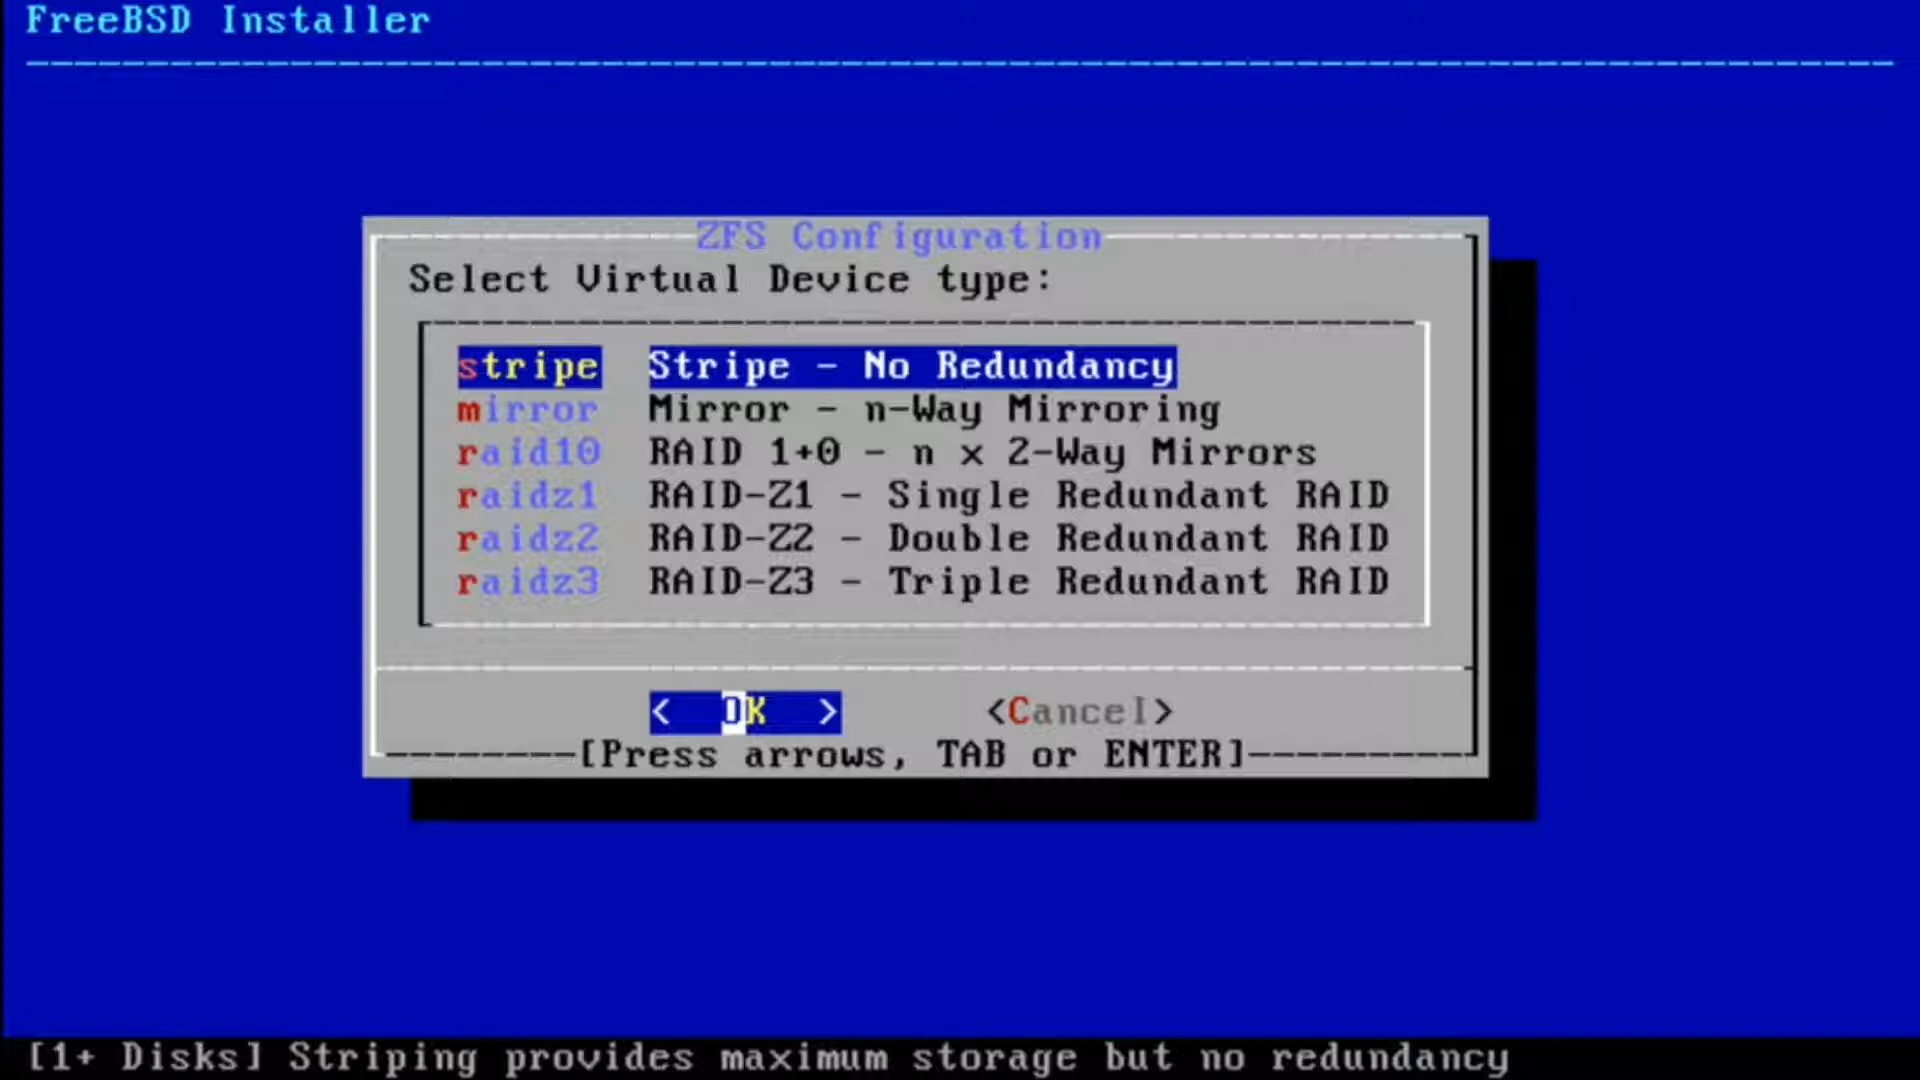 FreeBSD Installer
ZFS Configuration
Select Virtual Device type:
stripe Stripe - No Redundancy
mirror Mirror - n-Way Mirroring
raid10 RAID 1+0 - n x 2-Way Mirrors
raidz1 RAID-Z1 - Single Redundant RAID
raidz2 RAID-Z2 - Double Redundant RAID
raidz3 RAID-Z3 - Triple Redundant RAID
< OK > <Cancel>
[Press arrows, TAB or ENTER]
[1+ Disks] Striping provides maximum storage but no redundancy